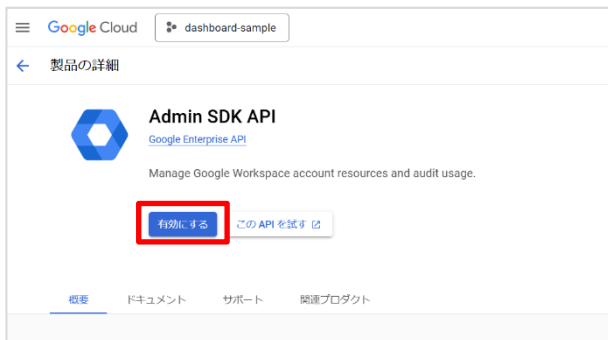 Google Cloud dashboard-sample
製品の詳細
Admin SDK API
Google Enterprise API
Manage Google Workspace account resources and audit usage.
有効にする この API を試す
概要 ドキュメント サポート 関連プロダクト